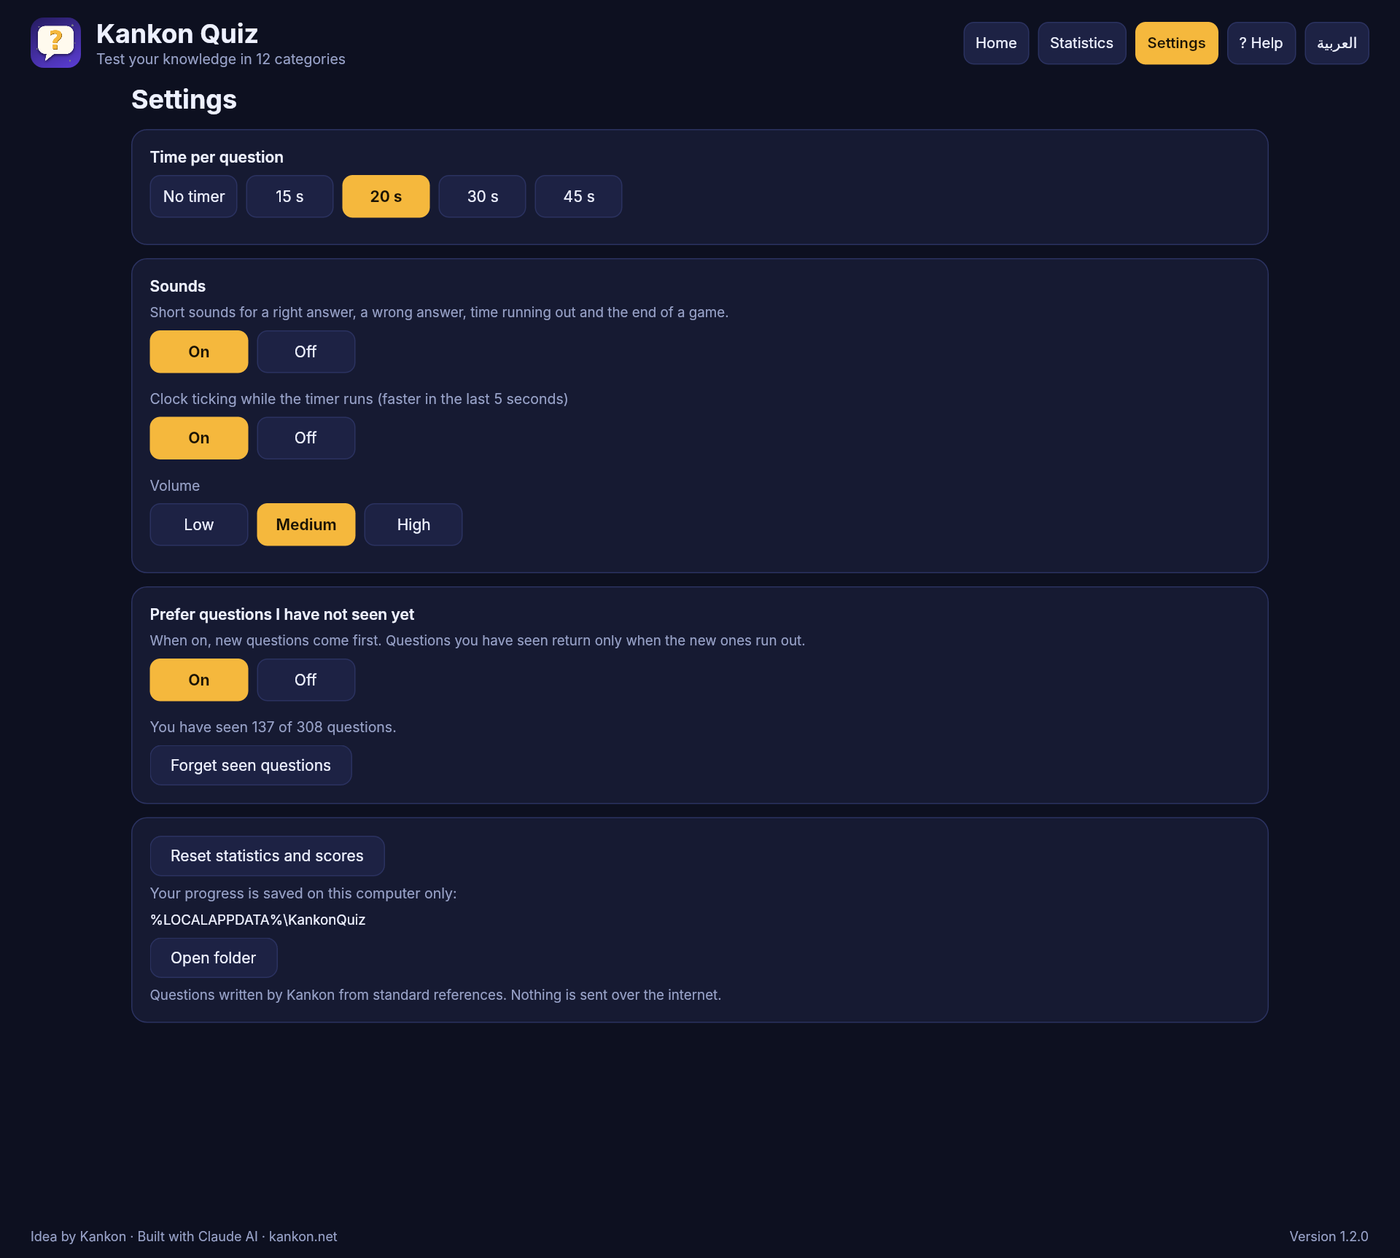 Kankon Quiz
Test your knowledge in 12 categories
Home
Statistics
Settings
? Help
العربية
Settings
Time per question
No timer
15 s
20 s
30 s
45 s
Sounds
Short sounds for a right answer, a wrong answer, time running out and the end of a game.
On
Off
Clock ticking while the timer runs (faster in the last 5 seconds)
On
Off
Volume
Low
Medium
High
Prefer questions I have not seen yet
When on, new questions come first. Questions you have seen return only when the new ones run out.
On
Off
You have seen 137 of 308 questions.
Forget seen questions
Reset statistics and scores
Your progress is saved on this computer only:
%LOCALAPPDATA%\KankonQuiz
Open folder
Questions written by Kankon from standard references. Nothing is sent over the internet.
Idea by Kankon · Built with Claude AI · kankon.net
Version 1.2.0